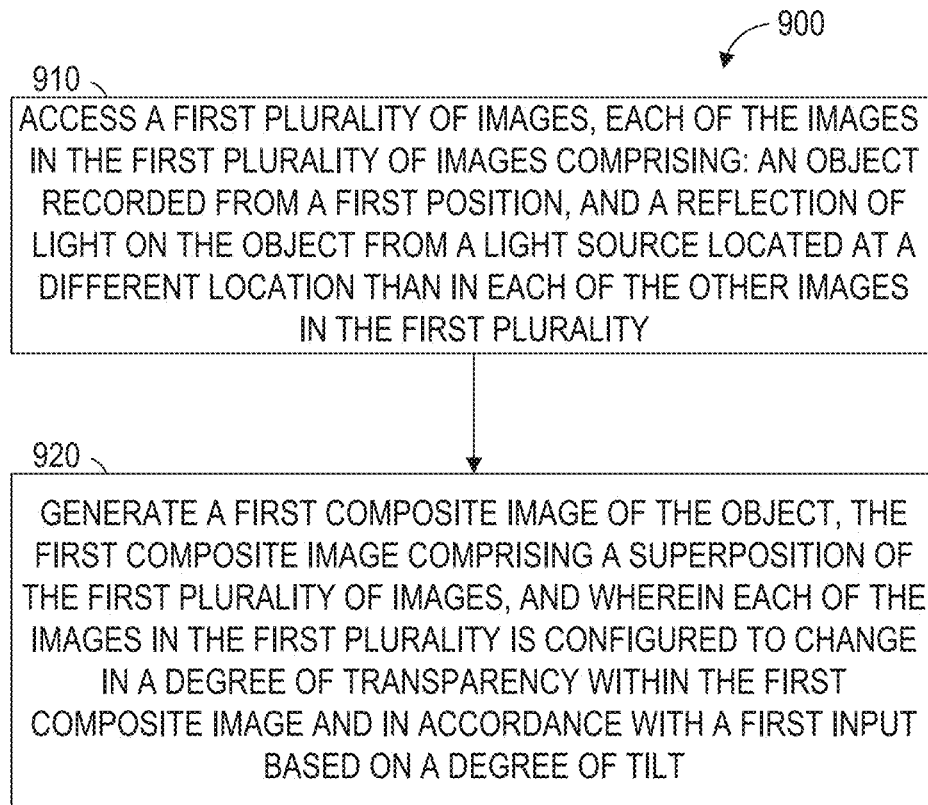 900
910
ACCESS A FIRST PLURALITY OF IMAGES, EACH OF THE IMAGES
IN THE FIRST PLURALITY OF IMAGES COMPRISING: AN OBJECT
RECORDED FROM A FIRST POSITION, AND A REFLECTION OF
LIGHT ON THE OBJECT FROM A LIGHT SOURCE LOCATED AT A
DIFFERENT LOCATION THAN IN EACH OF THE OTHER IMAGES
IN THE FIRST PLURALITY
920
GENERATE A FIRST COMPOSITE IMAGE OF THE OBJECT, THE
FIRST COMPOSITE IMAGE COMPRISING A SUPERPOSITION OF
THE FIRST PLURALITY OF IMAGES, AND WHEREIN EACH OF THE
IMAGES IN THE FIRST PLURALITY IS CONFIGURED TO CHANGE
IN A DEGREE OF TRANSPARENCY WITHIN THE FIRST
COMPOSITE IMAGE AND IN ACCORDANCE WITH A FIRST INPUT
BASED ON A DEGREE OF TILT